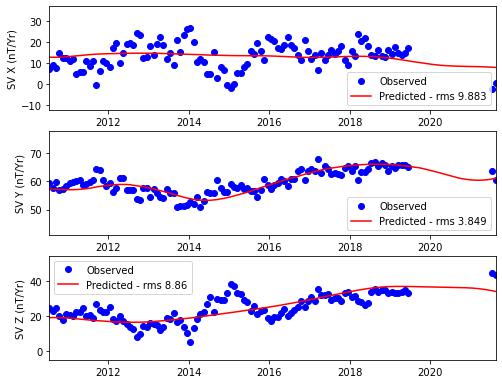 SV X (nT/Yr)
30
20
10
0
−10
Observed
Predicted - rms 9.883
2012 2014 2016 2018 2020
SV Y (nT/Yr)
70
60
50
Observed
Predicted - rms 3.849
2012 2014 2016 2018 2020
SV Z (nT/Yr)
40
20
0
Observed
Predicted - rms 8.86
2012 2014 2016 2018 2020